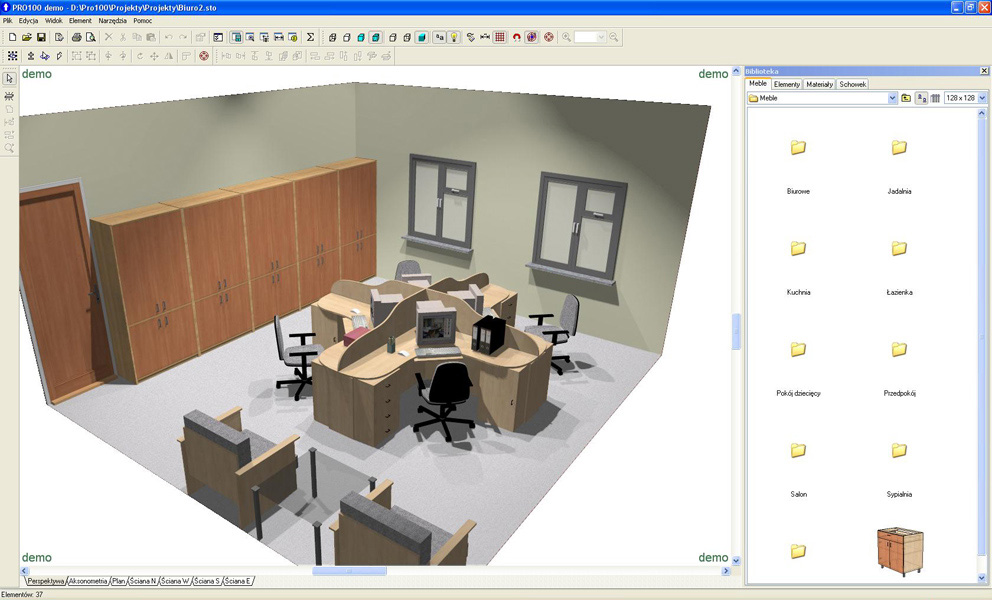 PRO100 demo - D:\Pro100\Projekty\Projekty\Biuro2.sto
Plik Edycja Widok Element Narzędzia Pomoc
demo
demo
Biblioteka
Meble Elementy Materiały Schowek
Meble
128 x 128
Biurowe
Jadalnia
Kuchnia
Łazienka
Pokój dziecięcy
Przedpokój
Salon
Sypialnia
demo
demo
Perspektywa Aksonometria Plan Ściana N Ściana W Ściana S Ściana E
Elementów: 37